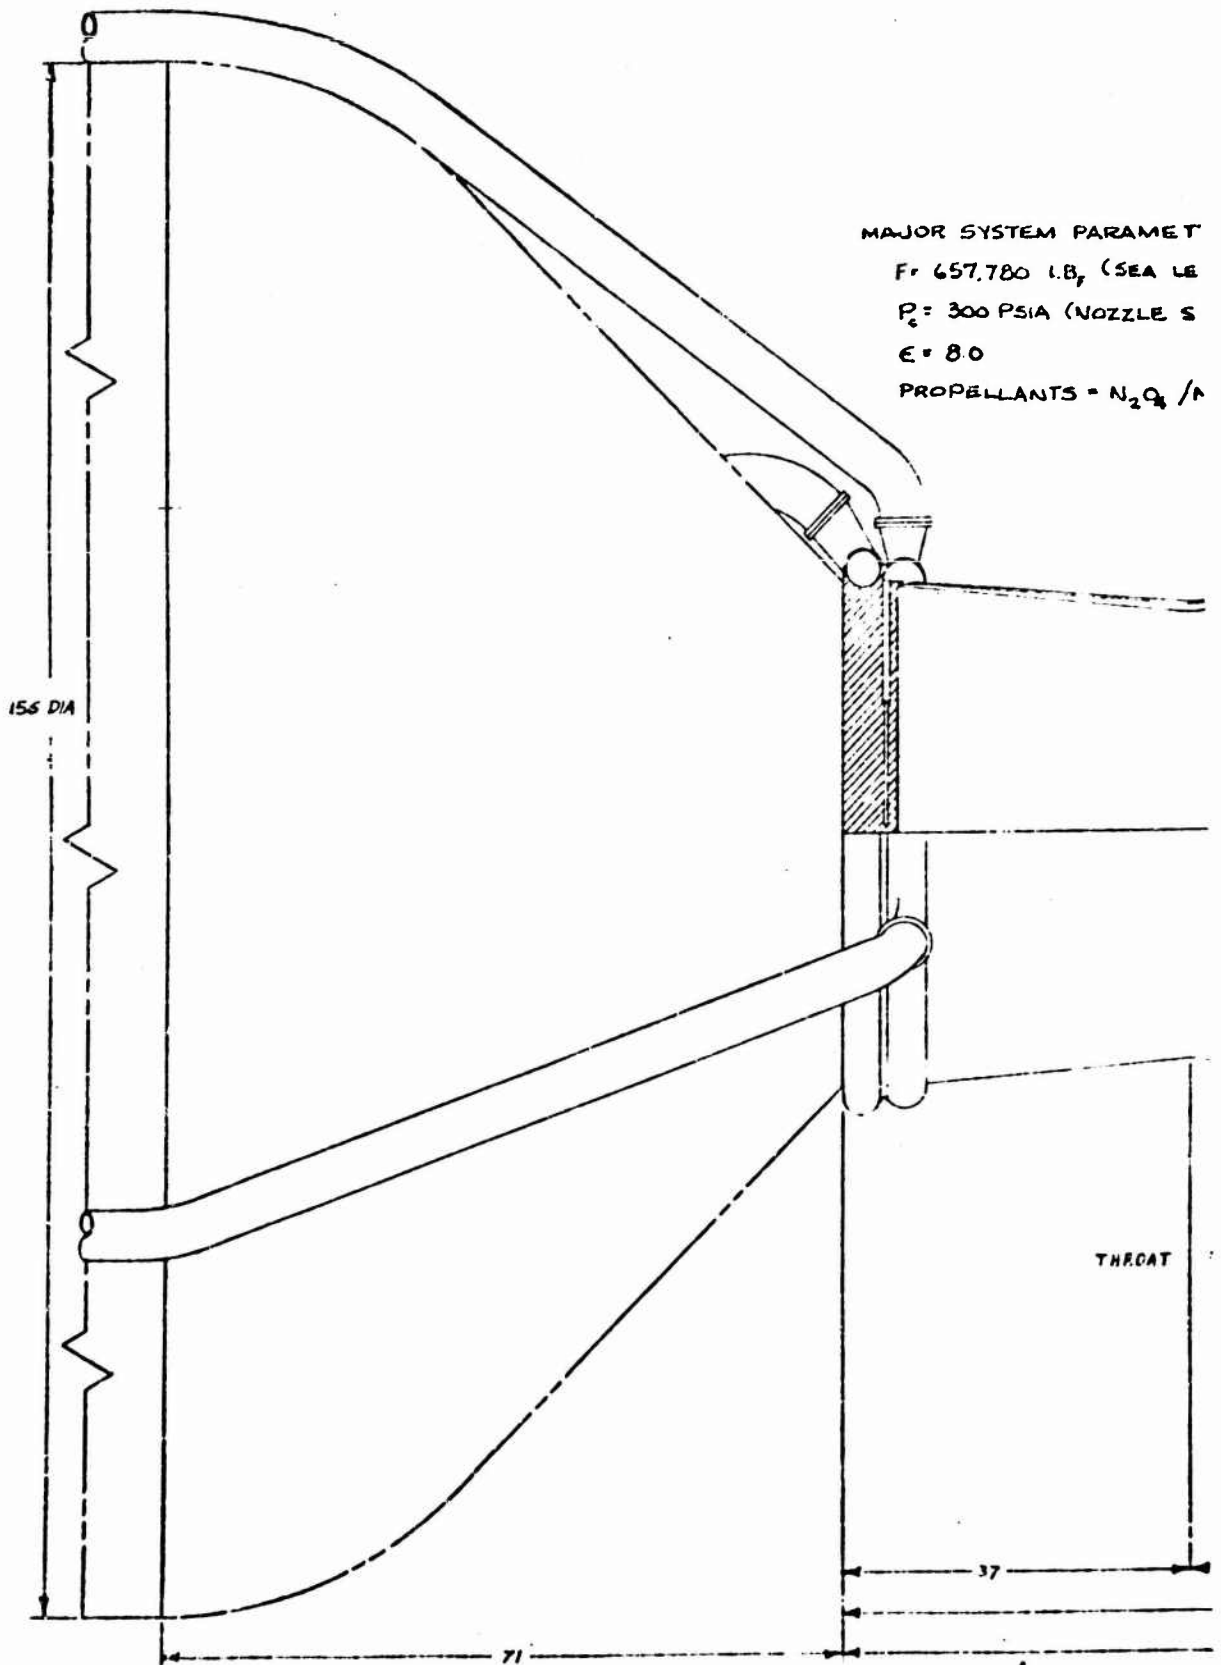 MAJOR SYSTEM PARAMET
F= 657,780 LB, (SEA LE
Pc= 300 PSIA (NOZZLE S
ε = 8.0
PROPELLANTS = N2O4 /
156 DIA
THROAT
37
71